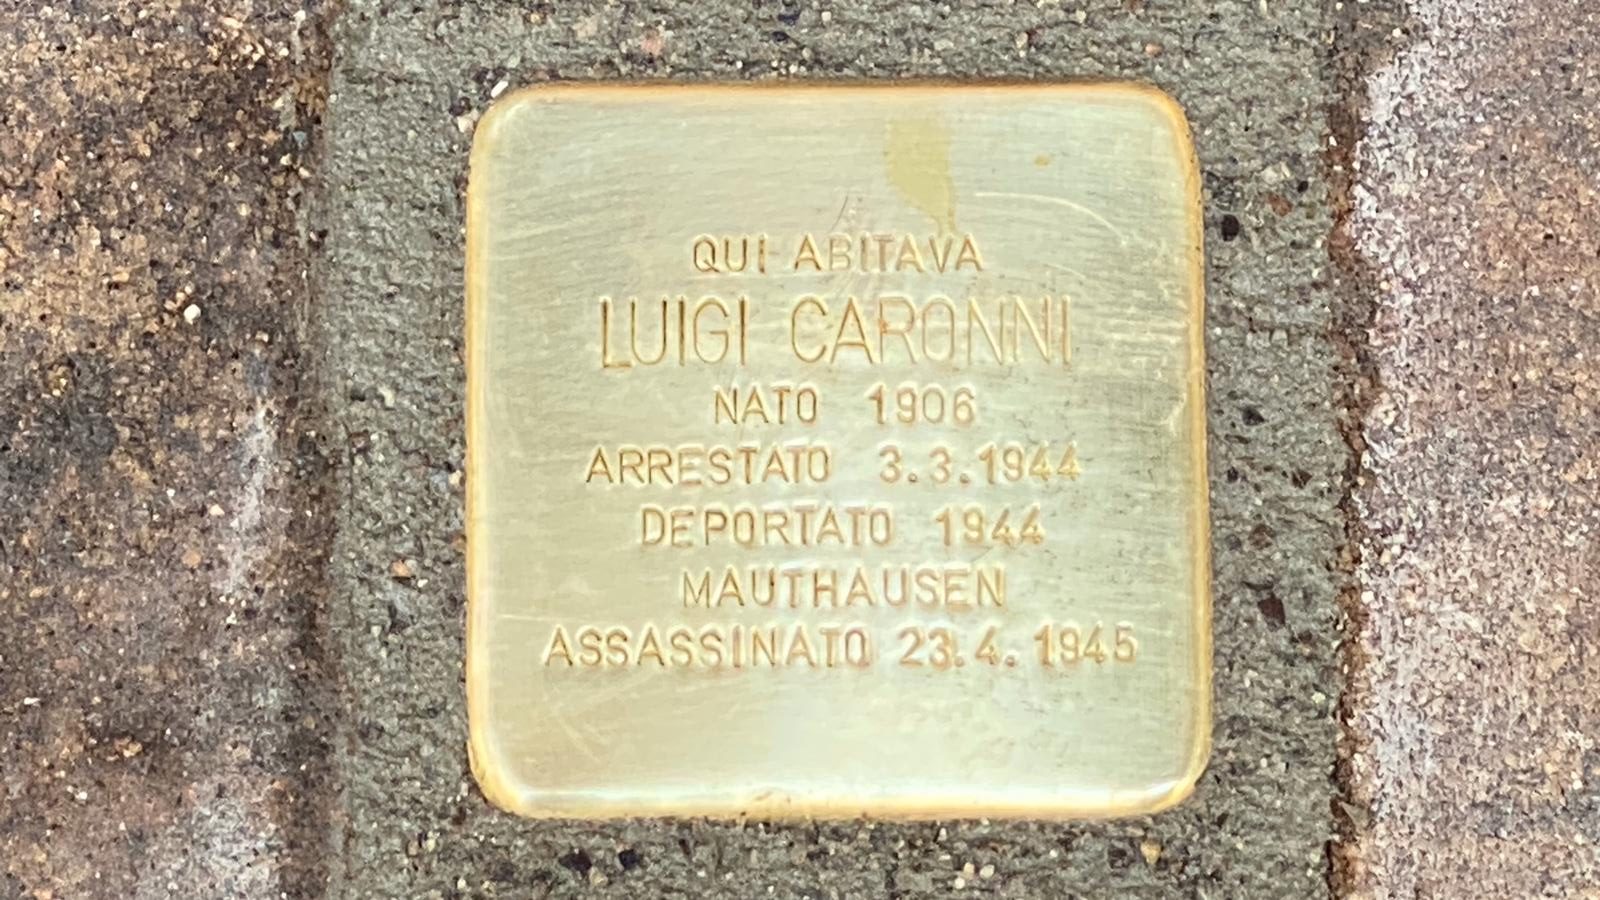 QUI ABITAVA
LUIGI CARONNI
NATO 1906
ARRESTATO 3.3.1944
DEPORTATO 1944
MAUTHAUSEN
ASSASSINATO 23.4.1945